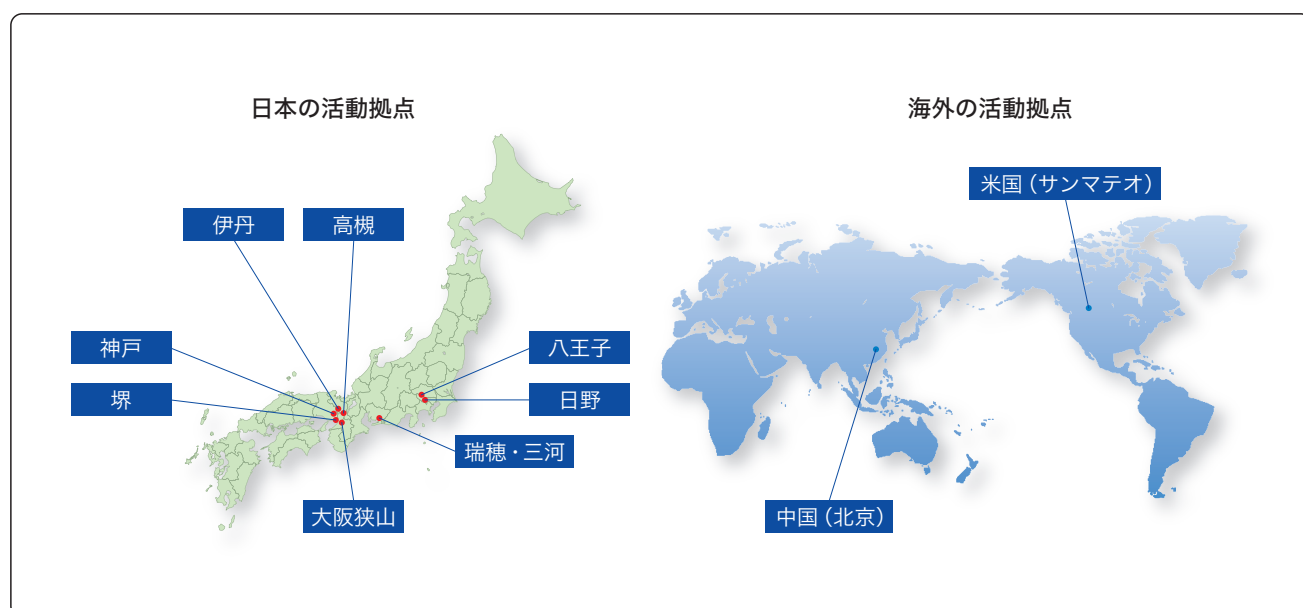 日本の活動拠点
伊丹
高槻
神戸
堺
八王子
日野
瑞穂・三河
大阪狭山
海外の活動拠点
米国（サンマテオ）
中国（北京）